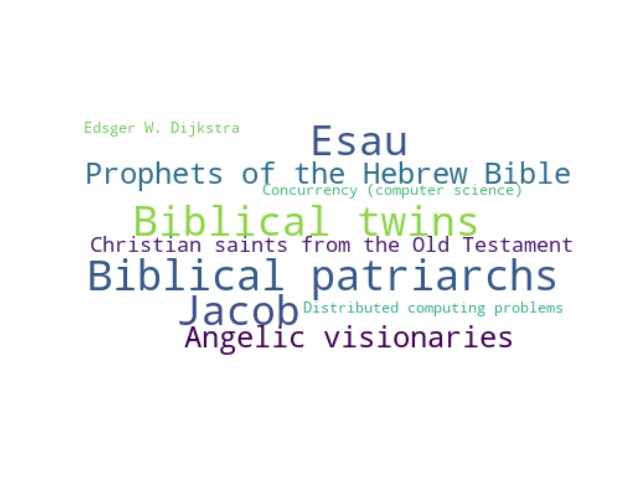 Edsger W. Dijkstra
Esau
Prophets of the Hebrew Bible
Concurrency (computer science)
Biblical twins
Christian saints from the Old Testament
Biblical patriarchs
Jacob
Distributed computing problems
Angelic visionaries